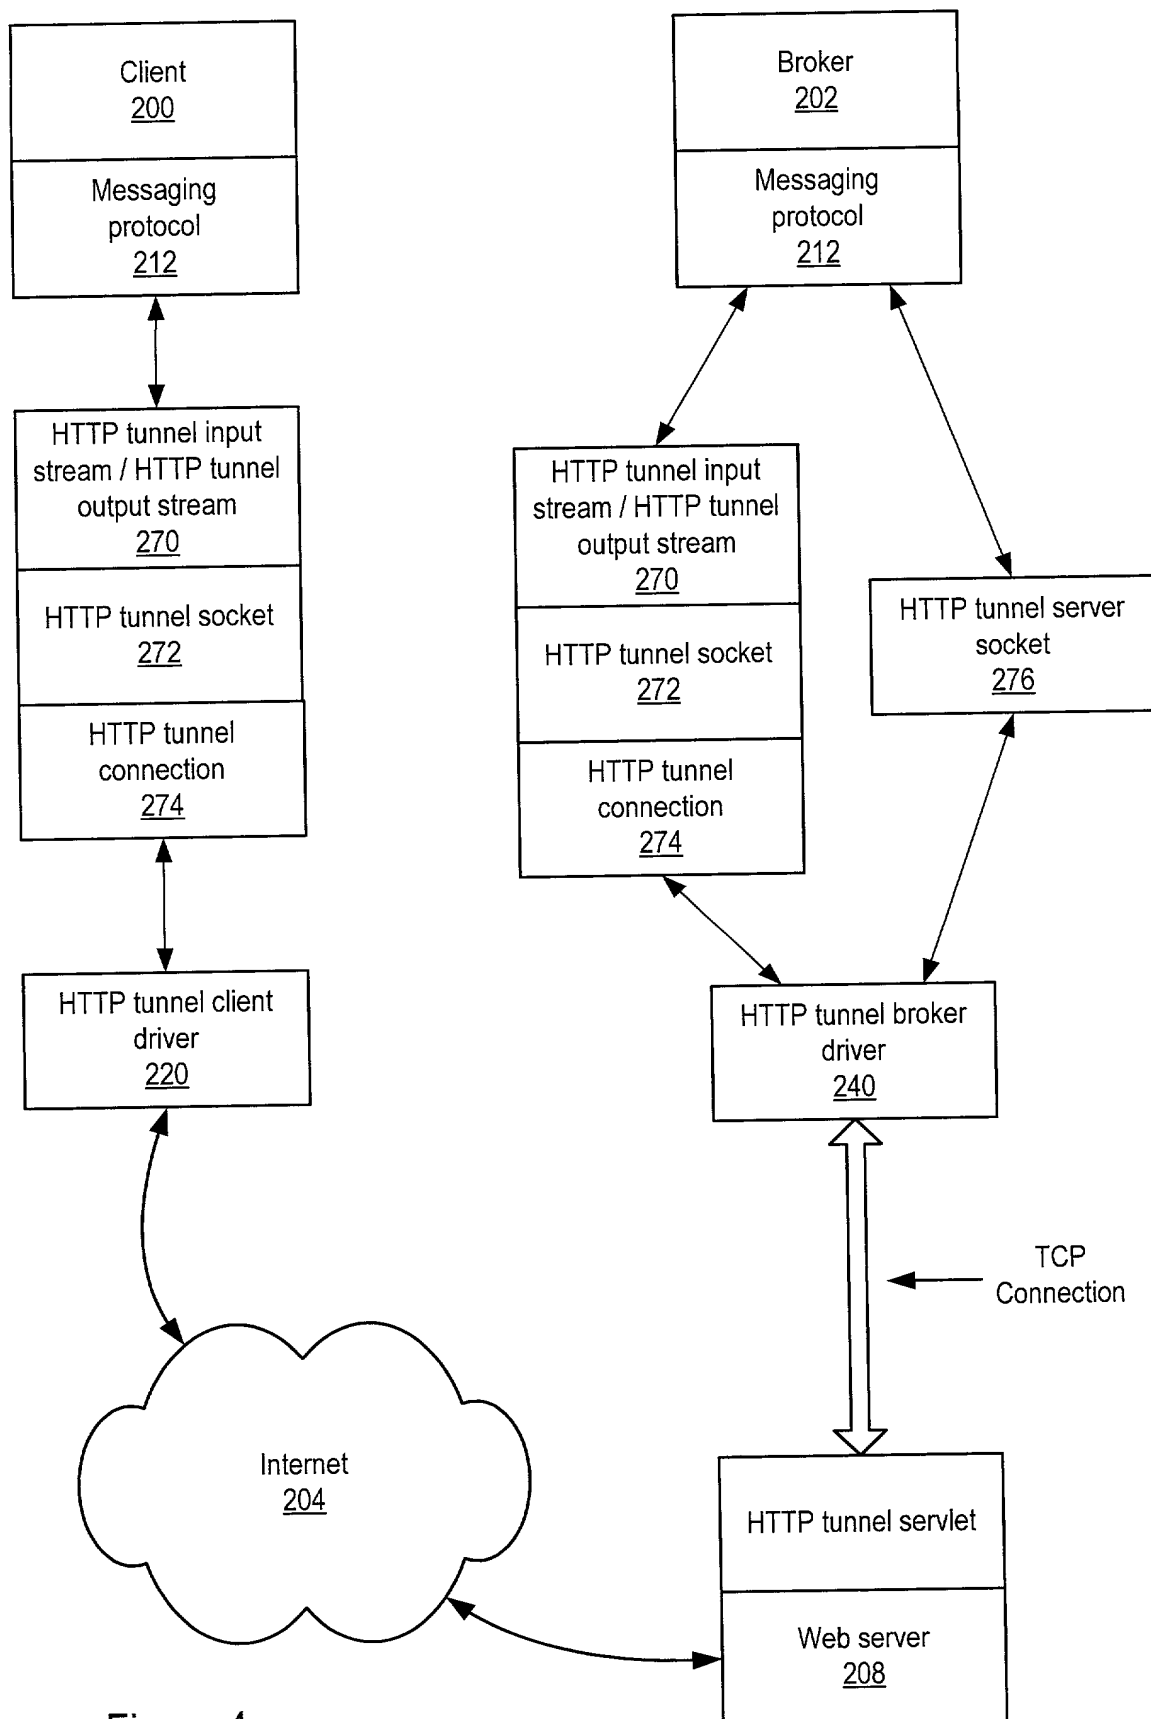 Client
200
Messaging
protocol
212
Broker
202
Messaging
protocol
212
HTTP tunnel input
stream / HTTP tunnel
output stream
270
HTTP tunnel socket
272
HTTP tunnel
connection
274
HTTP tunnel input
stream / HTTP tunnel
output stream
270
HTTP tunnel socket
272
HTTP tunnel
connection
274
HTTP tunnel server
socket
276
HTTP tunnel client
driver
220
HTTP tunnel broker
driver
240
TCP
Connection
Internet
204
HTTP tunnel servlet
Web server
208